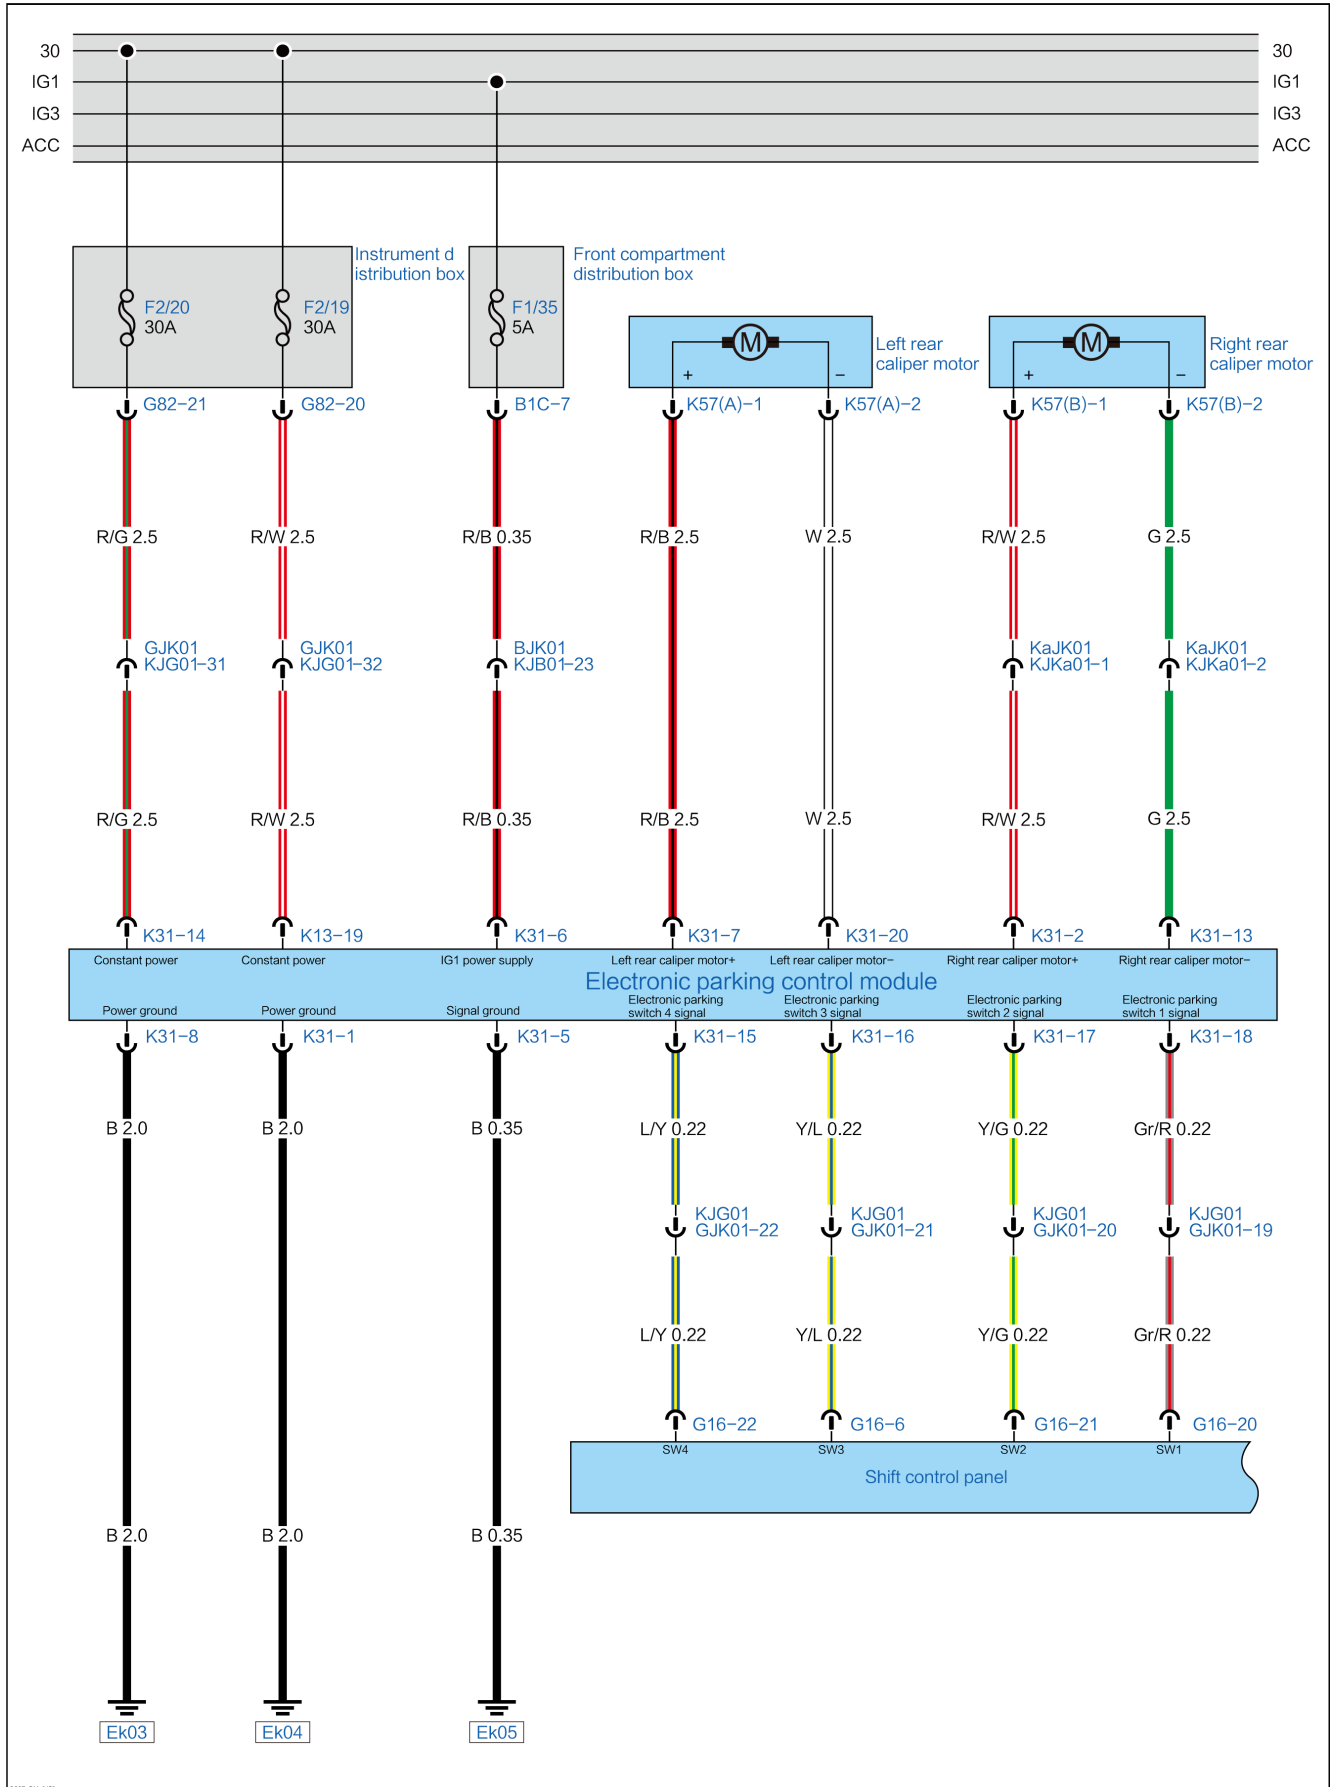 30 30
IG1 IG1
IG3 IG3
ACC ACC
Instrument d
istribution box
Front compartment
distribution box
F2/20
30A
F2/19
30A
F1/35
5A
M
+ −
Left rear
caliper motor
M
+ −
Right rear
caliper motor
G82−21 G82−20 B1C−7 K57(A)−1 K57(A)−2 K57(B)−1 K57(B)−2
R/G 2.5 R/W 2.5 R/B 0.35 R/B 2.5 W 2.5 R/W 2.5 G 2.5
GJK01 GJK01 BJK01 KaJK01 KaJK01
KJG01−31 KJG01−32 KJB01−23 KJKa01−1 KJKa01−2
R/G 2.5 R/W 2.5 R/B 0.35 R/B 2.5 W 2.5 R/W 2.5 G 2.5
K31−14 K13−19 K31−6 K31−7 K31−20 K31−2 K31−13
Constant power Constant power IG1 power supply Left rear caliper motor+ Left rear caliper motor− Right rear caliper motor+ Right rear caliper motor−
Electronic parking control module
Power ground Power ground Signal ground
Electronic parking
switch 4 signal
Electronic parking
switch 3 signal
Electronic parking
switch 2 signal
Electronic parking
switch 1 signal
K31−8 K31−1 K31−5 K31−15 K31−16 K31−17 K31−18
B 2.0 B 2.0 B 0.35 L/Y 0.22 Y/L 0.22 Y/G 0.22 Gr/R 0.22
KJG01 KJG01 KJG01 KJG01
GJK01−22 GJK01−21 GJK01−20 GJK01−19
L/Y 0.22 Y/L 0.22 Y/G 0.22 Gr/R 0.22
G16−22 G16−6 G16−21 G16−20
SW4 SW3 SW2 SW1
Shift control panel
B 2.0 B 2.0 B 0.35
Ek03 Ek04 Ek05